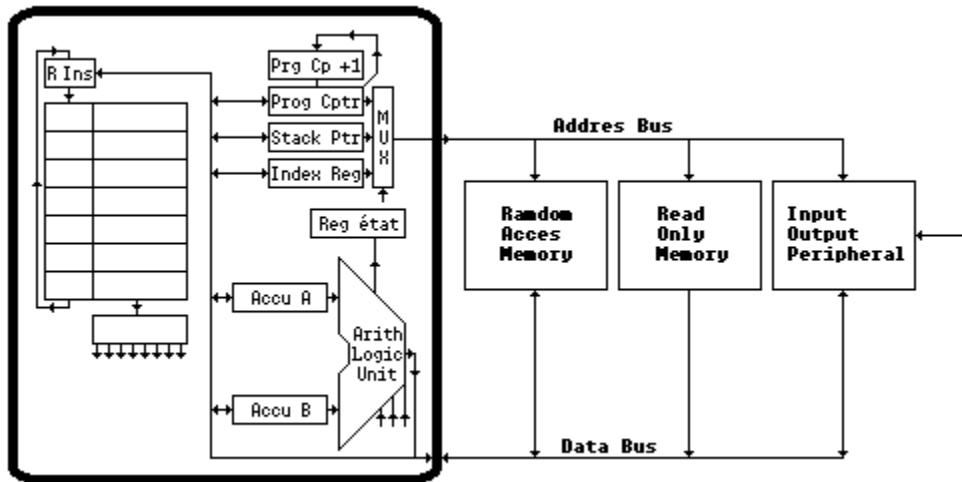 Prg Cp +1
R Ins
Prog Cptr
Stack Ptr
Index Reg
MUX
Reg état
Accu A
Arith
Logic
Unit
Accu B
Addres Bus
Ramdom
Acces
Memory
Read
Only
Memory
Input
Output
Peripheral
Data Bus